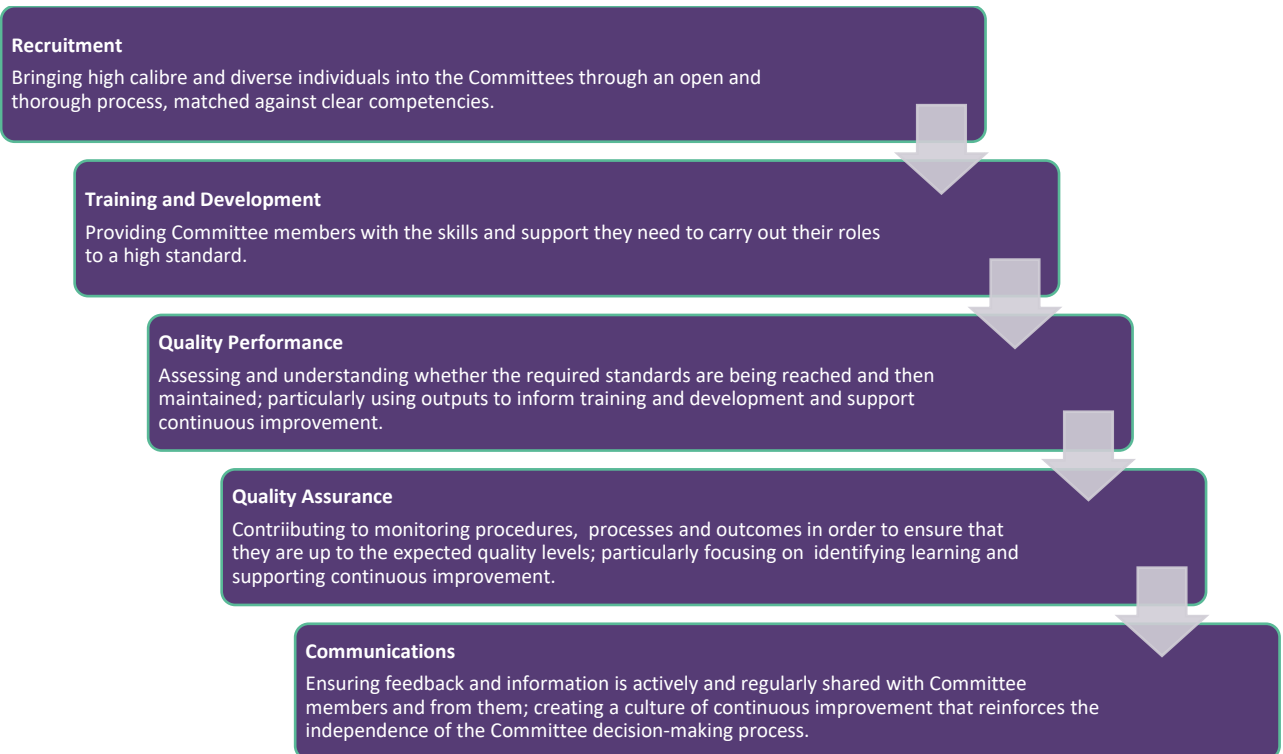 Recruitment
Bringing high calibre and diverse individuals into the Committees through an open and
thorough process, matched against clear competencies.
Training and Development
Providing Committee members with the skills and support they need to carry out their roles
to a high standard.
Quality Performance
Assessing and understanding whether the required standards are being reached and then
maintained; particularly using outputs to inform training and development and support
continuous improvement.
Quality Assurance
Contriibuting to monitoring procedures,  processes and outcomes in order to ensure that
they are up to the expected quality levels; particularly focusing on  identifying learning and
supporting continuous improvement.
Communications
Ensuring feedback and information is actively and regularly shared with Committee
members and from them; creating a culture of continuous improvement that reinforces the
independence of the Committee decision-making process.